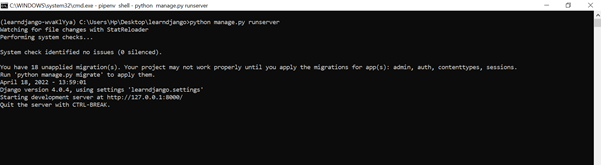 C:\WINDOWS\system32\cmd.exe - pipenv shell - python manage.py runserver
(learndjango-wvaKlYya) C:\Users\Hp\Desktop\learndjango>python manage.py runserver
Watching for file changes with StatReloader
Performing system checks...
System check identified no issues (0 silenced).
You have 18 unapplied migration(s). Your project may not work properly until you apply the migrations for app(s): admin, auth, contenttypes, sessions.
Run 'python manage.py migrate' to apply them.
April 18, 2022 - 13:59:01
Django version 4.0.4, using settings 'learndjango.settings'
Starting development server at http://127.0.0.1:8000/
Quit the server with CTRL-BREAK.